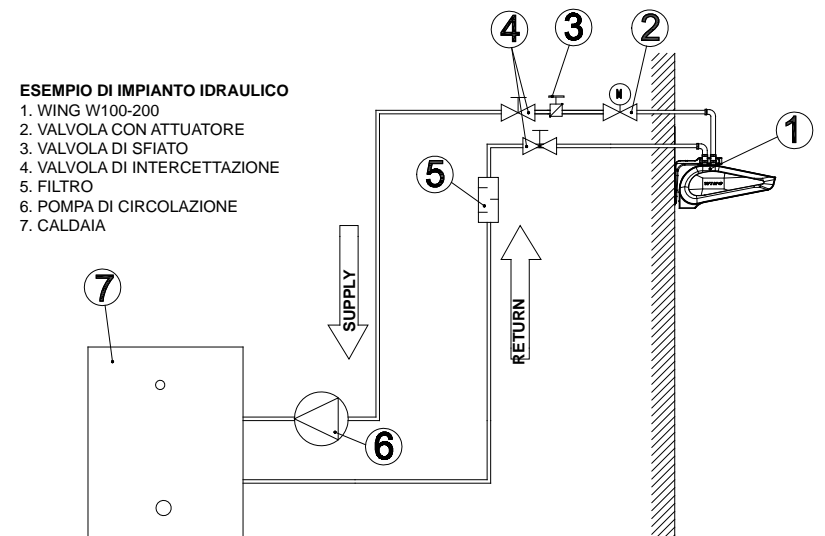 ESEMPIO DI IMPIANTO IDRAULICO
1. WING W100-200
2. VALVOLA CON ATTUATORE
3. VALVOLA DI SFIATO
4. VALVOLA DI INTERCETTAZIONE
5. FILTRO
6. POMPA DI CIRCOLAZIONE
7. CALDAIA
4
3
2
M
1
5
7
SUPPLY
RETURN
6